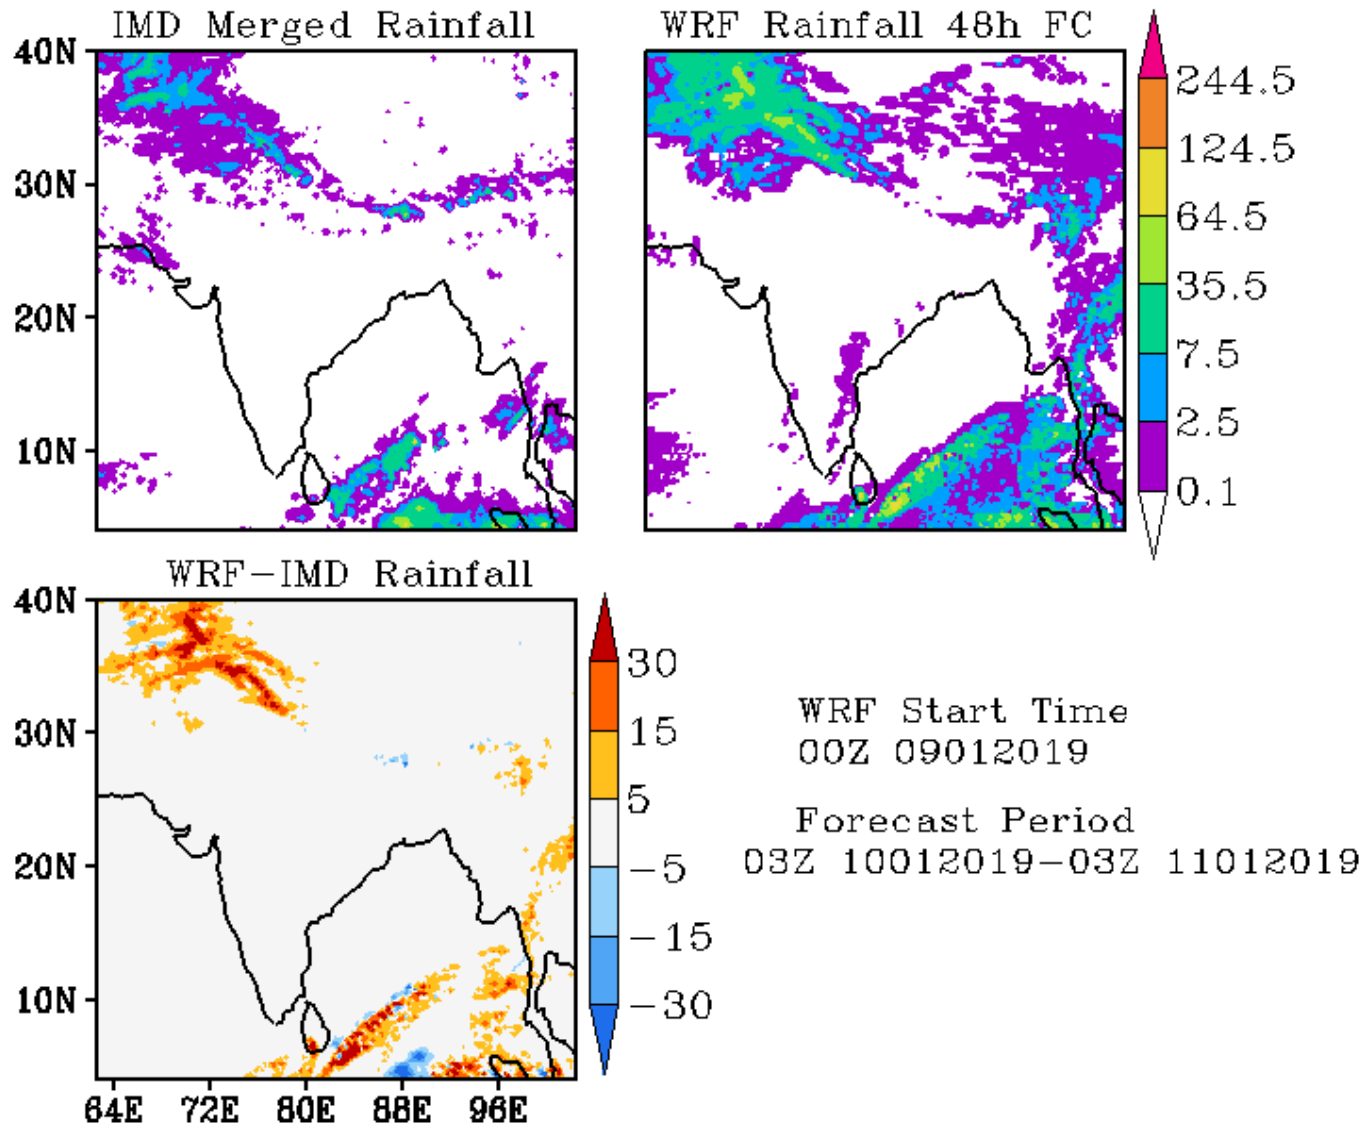 IMD Merged Rainfall
WRF Rainfall 48h FC
40N
30N
20N
10N
244.5
124.5
64.5
35.5
7.5
2.5
0.1
WRF-IMD Rainfall
40N
30N
20N
10N
64E 72E 80E 88E 96E
30
15
5
-5
-15
-30
WRF Start Time
00Z 09012019
Forecast Period
03Z 10012019-03Z 11012019